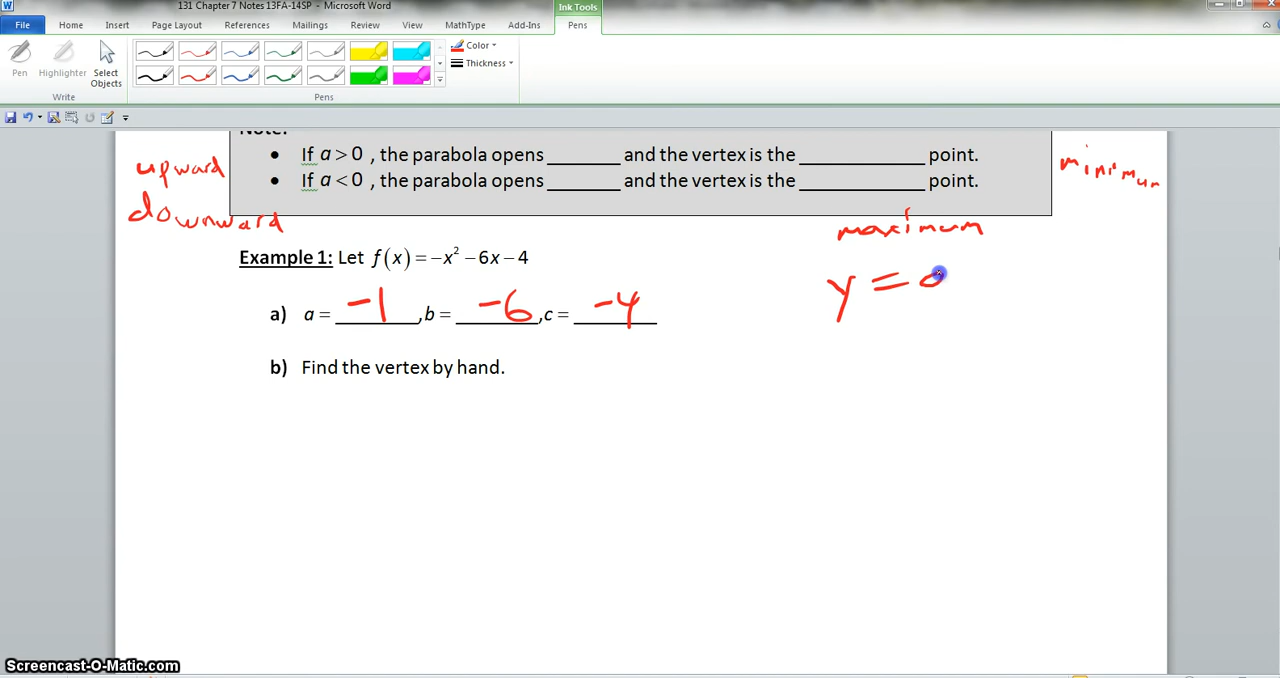 131 Chapter 7 Notes 13FA-14SP - Microsoft Word
Ink Tools
File Home Insert Page Layout References Mailings Review View MathType Add-Ins Pens
Pen Highlighter Select Objects
Color
Thickness
Write Pens
Note:
upward • If a > 0 , the parabola opens ________ and the vertex is the ______________ point. minimum
downward • If a < 0 , the parabola opens ________ and the vertex is the ______________ point.
maximum
Example 1: Let f(x) = −x² − 6x − 4
y =
a) a = -1 , b = -6 , c = -4
b) Find the vertex by hand.
Screencast-O-Matic.com